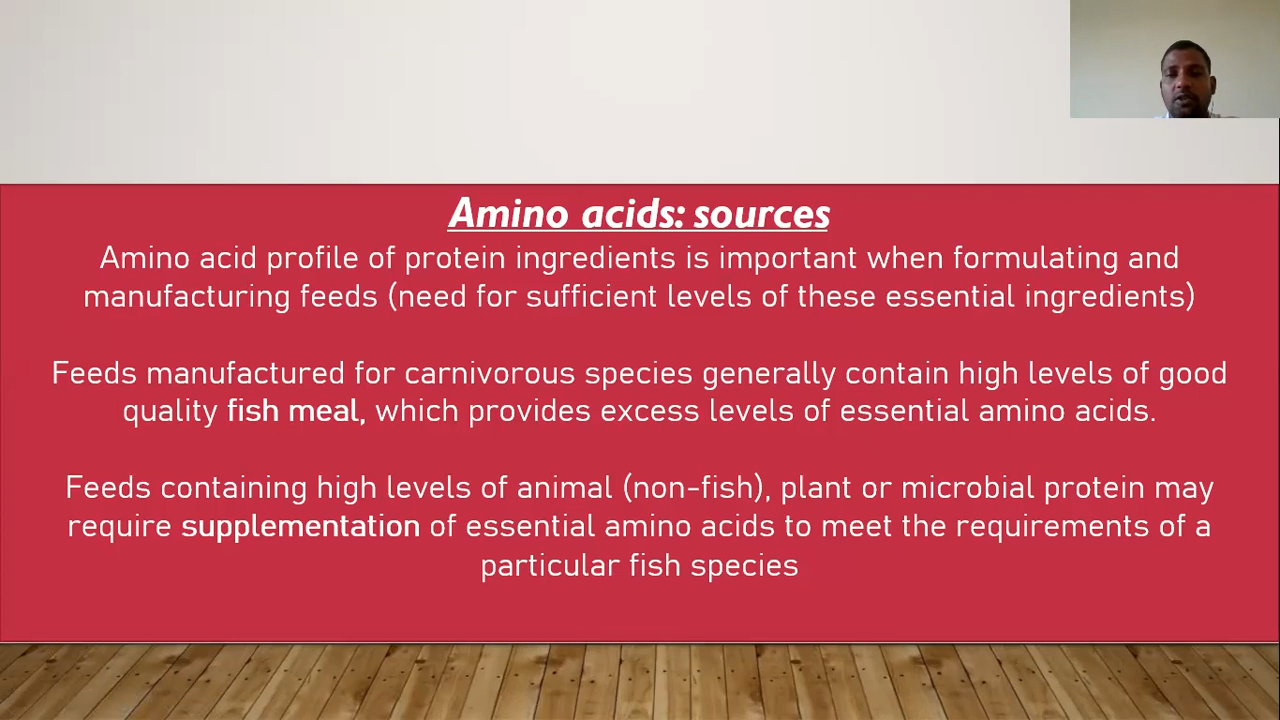 Amino acids: sources
Amino acid profile of protein ingredients is important when formulating and
manufacturing feeds (need for sufficient levels of these essential ingredients)
Feeds manufactured for carnivorous species generally contain high levels of good
quality fish meal, which provides excess levels of essential amino acids.
Feeds containing high levels of animal (non-fish), plant or microbial protein may
require supplementation of essential amino acids to meet the requirements of a
particular fish species